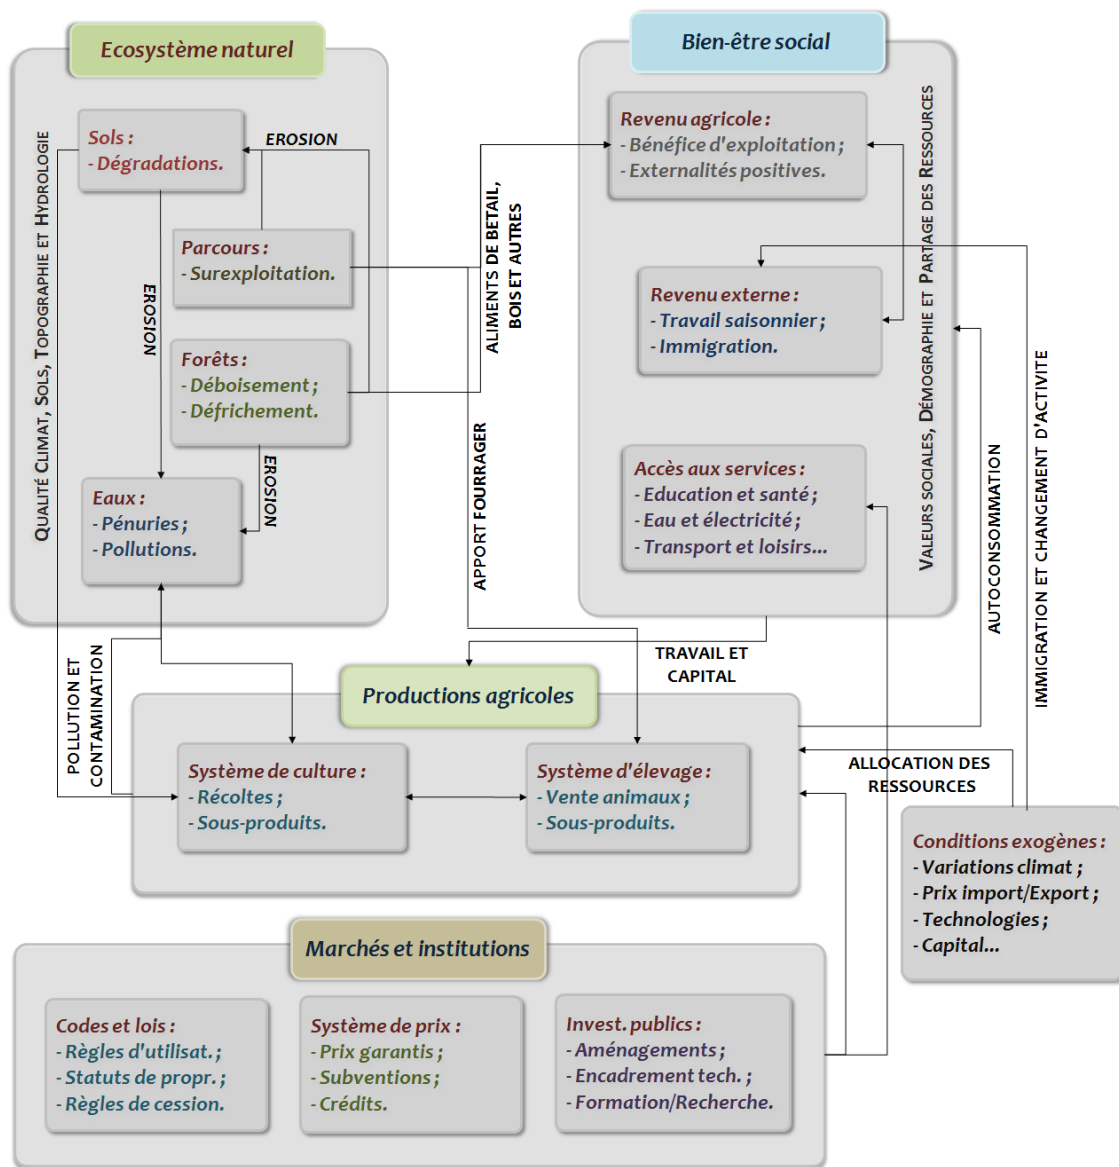 Ecosystème naturel
QUALITÉ CLIMAT, SOLS, TOPOGRAPHIE ET HYDROLOGIE
Sols :
- Dégradations.
EROSION
Parcours :
- Surexploitation.
EROSION
Forêts :
- Déboisement ;
- Défrichement.
EROSION
Eaux :
- Pénuries ;
- Pollutions.
ALIMENTS DE BETAIL,
BOIS ET AUTRES
APPORT FOURRAGER
POLLUTION ET
CONTAMINATION
Bien-être social
VALEURS SOCIALES, DÉMOGRAPHIE ET PARTAGE DES RESSOURCES
Revenu agricole :
- Bénéfice d'exploitation ;
- Externalités positives.
Revenu externe :
- Travail saisonnier ;
- Immigration.
Accès aux services :
- Education et santé ;
- Eau et électricité ;
- Transport et loisirs...
AUTOCONSOMMATION
IMMIGRATION ET CHANGEMENT D'ACTIVITE
TRAVAIL ET
CAPITAL
Productions agricoles
Système de culture :
- Récoltes ;
- Sous-produits.
Système d'élevage :
- Vente animaux ;
- Sous-produits.
ALLOCATION DES
RESSOURCES
Conditions exogènes :
- Variations climat ;
- Prix import/Export ;
- Technologies ;
- Capital...
Marchés et institutions
Codes et lois :
- Règles d'utilisat. ;
- Statuts de propr. ;
- Règles de cession.
Système de prix :
- Prix garantis ;
- Subventions ;
- Crédits.
Invest. publics :
- Aménagements ;
- Encadrement tech. ;
- Formation/Recherche.